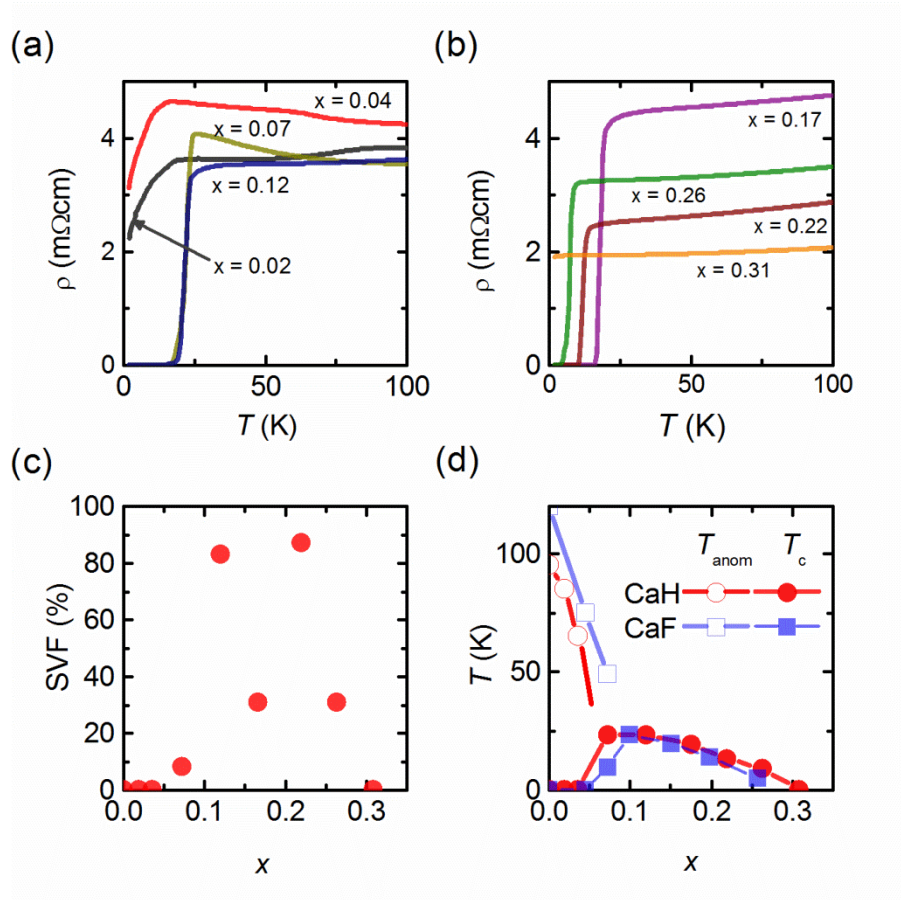 (a)
(b)
x = 0.04
x = 0.07
x = 0.12
x = 0.02
ρ (mΩcm)
4
2
0
0
50
100
T (K)
x = 0.17
x = 0.26
x = 0.22
x = 0.31
ρ (mΩcm)
4
2
0
0
50
100
T (K)
(c)
(d)
SVF (%)
100
80
60
40
20
0
0.0
0.1
0.2
0.3
x
T (K)
100
50
0
T anom T c
CaH
CaF
0.0
0.1
0.2
0.3
x